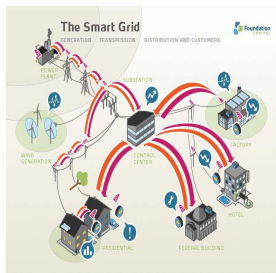 The Smart Grid
Foundation
CAPITAL
GENERATION TRANSMISSION DISTRIBUTION AND CUSTOMERS
POWER
PLANT
SUBSTATION
WIND
GENERATION
CONTROL
CENTER
FACTORY
HOTEL
RESIDENTIAL
FEDERAL BUILDING